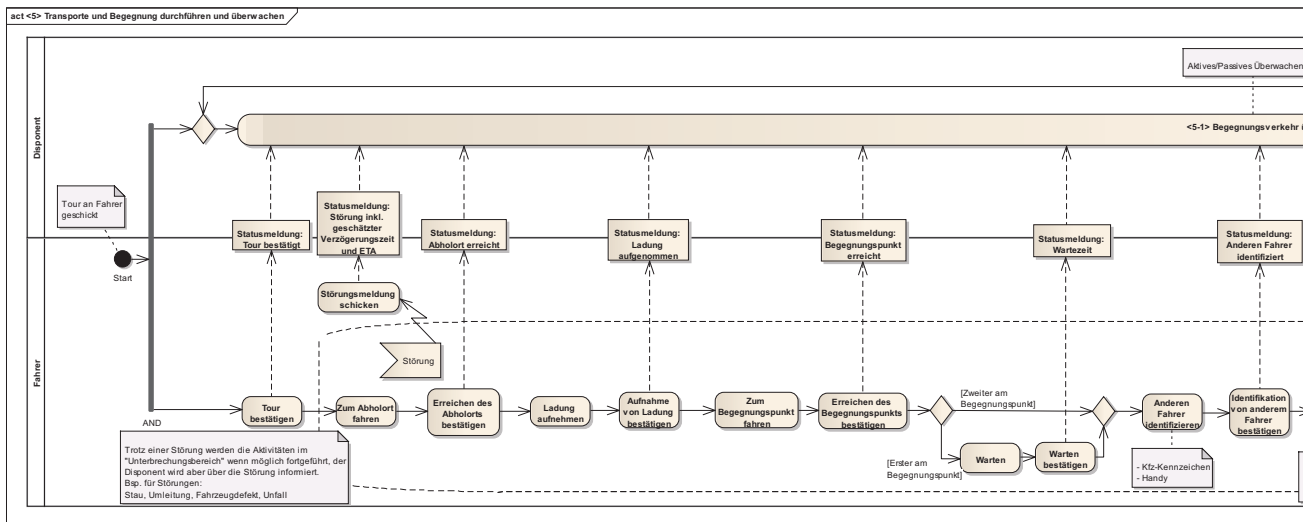 act <5> Transporte und Begegnung durchführen und überwachen
Disponent
Aktives/Passives Überwachen
<5-1> Begegnungsverkehr
Tour an Fahrer
geschickt
Start
Statusmeldung:
Tour bestätigt
Statusmeldung:
Störung inkl.
geschätzter
Verzögerungszeit
und ETA
Statusmeldung:
Abholort erreicht
Statusmeldung:
Ladung
aufgenommen
Statusmeldung:
Begegnungspunkt
erreicht
Statusmeldung:
Wartezeit
Statusmeldung:
Anderen Fahrer
identifiziert
Störungsmeldung
schicken
Störung
Fahrer
AND
Tour
bestätigen
Zum Abholort
fahren
Erreichen des
Abholorts
bestätigen
Ladung
aufnehmen
Aufnahme
von Ladung
bestätigen
Zum
Begegnungspunkt
fahren
Erreichen des
Begegnungspunkts
bestätigen
[Zweiter am
Begegnungspunkt]
[Erster am
Begegnungspunkt]
Warten
Warten
bestätigen
Anderen
Fahrer
identifizieren
Identifikation
von anderem
Fahrer
bestätigen
- Kfz-Kennzeichen
- Handy
Trotz einer Störung werden die Aktivitäten im
"Unterbrechungsbereich" wenn möglich fortgeführt, der
Disponent wird aber über die Störung informiert.
Bsp. für Störungen:
Stau, Umleitung, Fahrzeugdefekt, Unfall